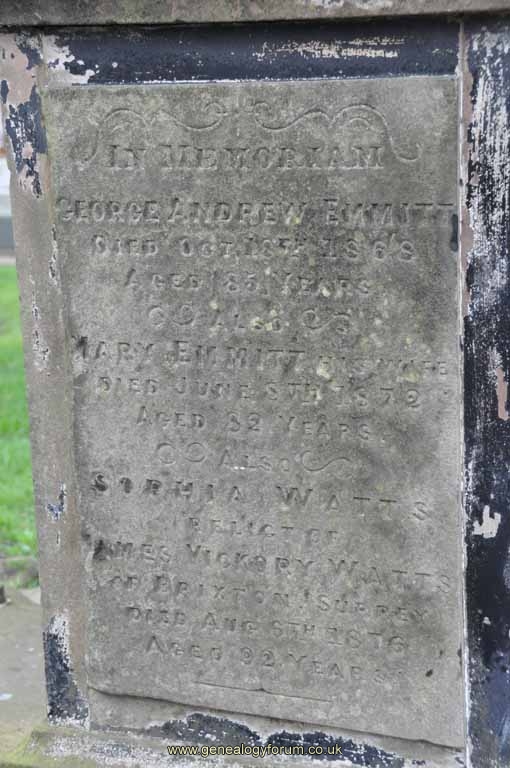 IN MEMORIAM
GEORGE ANDREW EMMITT
DIED OCT. 18TH 1868
AGED 85 YEARS
ALSO
MARY EMMITT HIS WIFE
DIED JUNE 8TH 1872
AGED 82 YEARS.
ALSO
SOPHIA WATTS
RELICT OF
JAMES VICKORY WATTS
OF BRIXTON, SURREY
DIED AUG 6TH 1876
AGED 92 YEARS
www.genealogyforum.co.uk